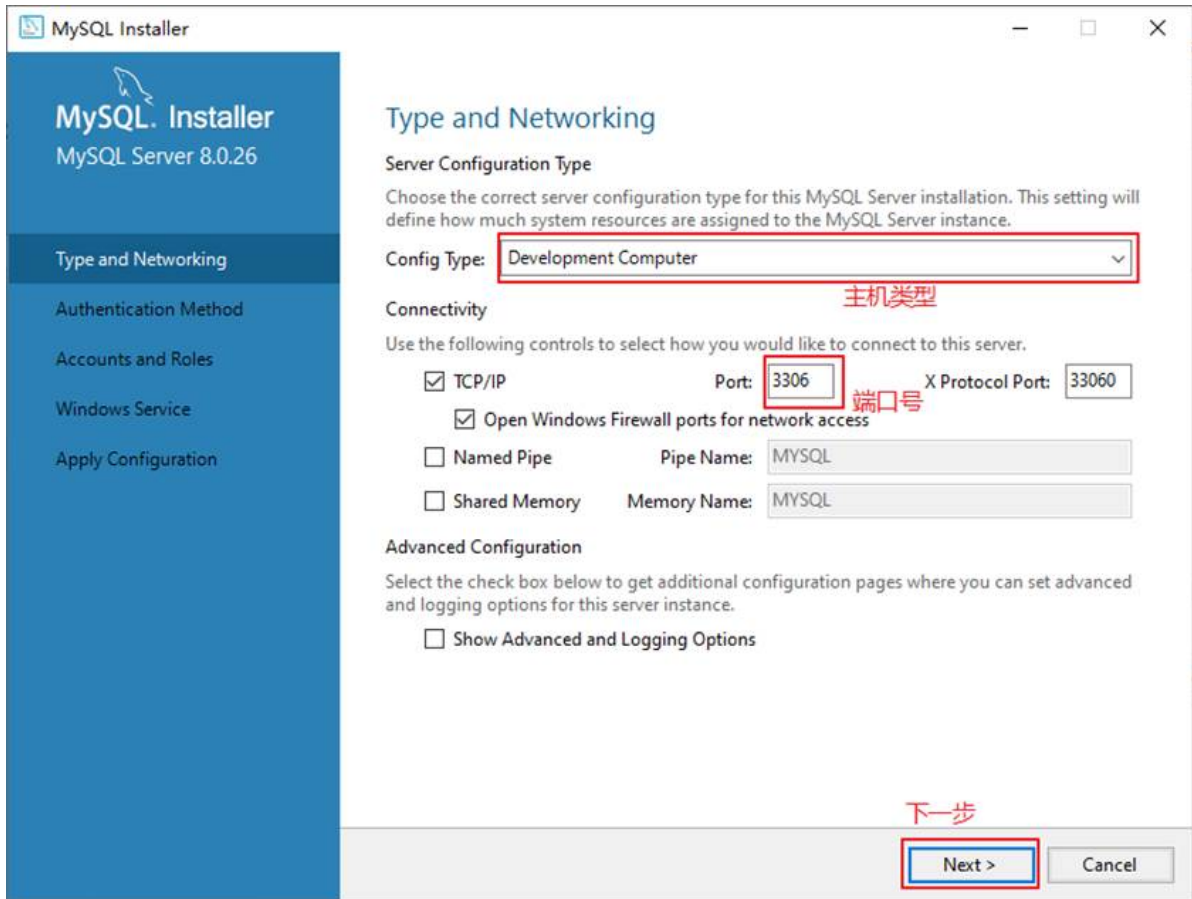 MySQL Installer
MySQL. Installer
MySQL Server 8.0.26
Type and Networking
Authentication Method
Accounts and Roles
Windows Service
Apply Configuration
Type and Networking
Server Configuration Type
Choose the correct server configuration type for this MySQL Server installation. This setting will
define how much system resources are assigned to the MySQL Server instance.
Config Type: Development Computer
主机类型
Connectivity
Use the following controls to select how you would like to connect to this server.
TCP/IP Port: 3306 X Protocol Port: 33060
端口号
Open Windows Firewall ports for network access
Named Pipe Pipe Name: MYSQL
Shared Memory Memory Name: MYSQL
Advanced Configuration
Select the check box below to get additional configuration pages where you can set advanced
and logging options for this server instance.
Show Advanced and Logging Options
下一步
Next > Cancel